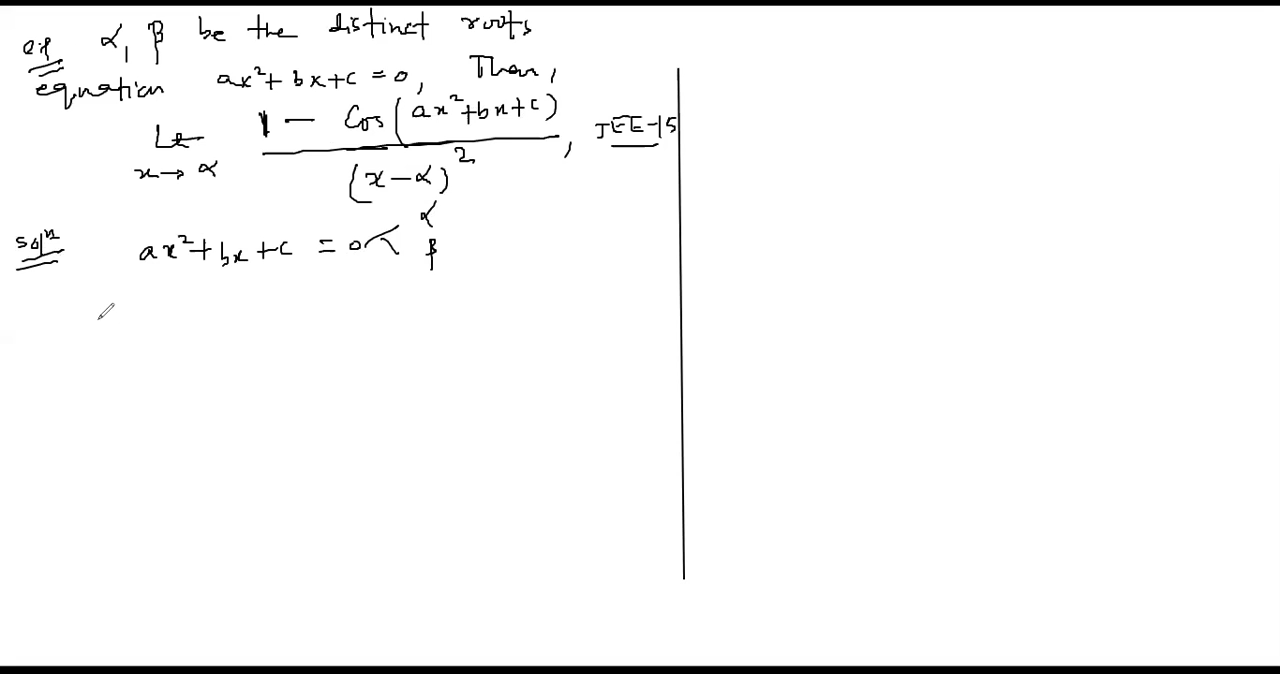 α, β be the distinct roots
equation ax²+bx+c=0, Then,
Lt x→α (1 - Cos(ax²+bx+c))/(x-α)², JEE-15
Solⁿ ax²+bx+c = 0 < α β